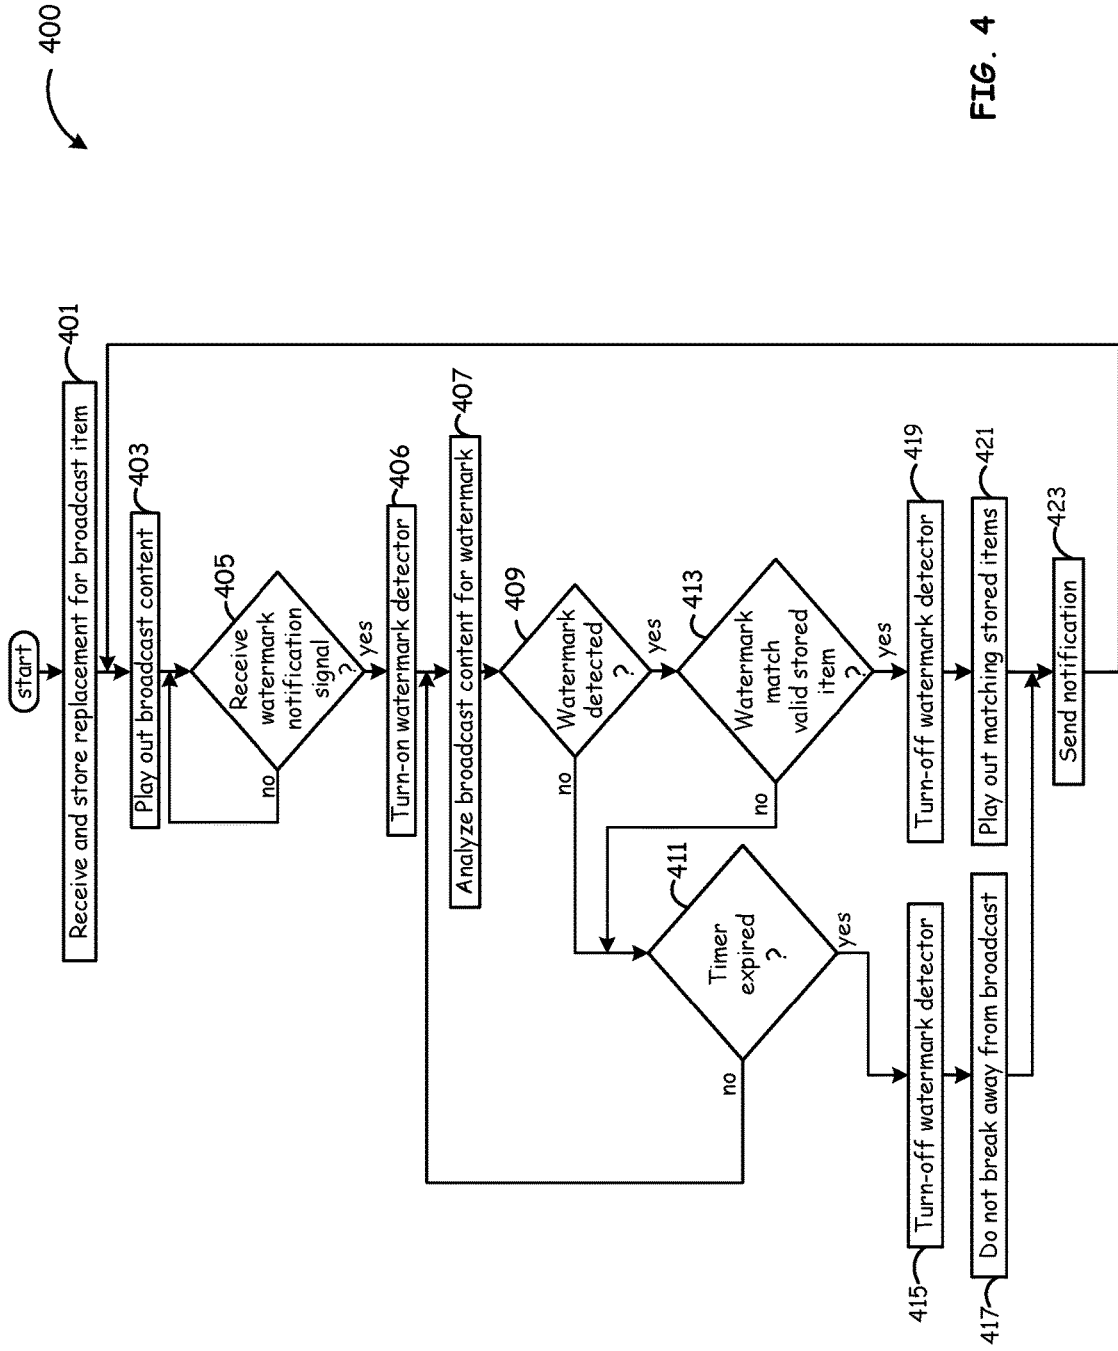 400
start
401
Receive and store replacement for broadcast item
403
Play out broadcast content
405
Receive
watermark
notification
signal
?
no
yes
406
Turn-on watermark detector
407
Analyze broadcast content for watermark
409
Watermark
detected
?
no
yes
413
Watermark
match
valid stored
item
?
no
yes
411
Timer
expired
?
no
yes
415
Turn-off watermark detector
417
Do not break away from broadcast
419
Turn-off watermark detector
421
Play out matching stored items
423
Send notification
FIG. 4